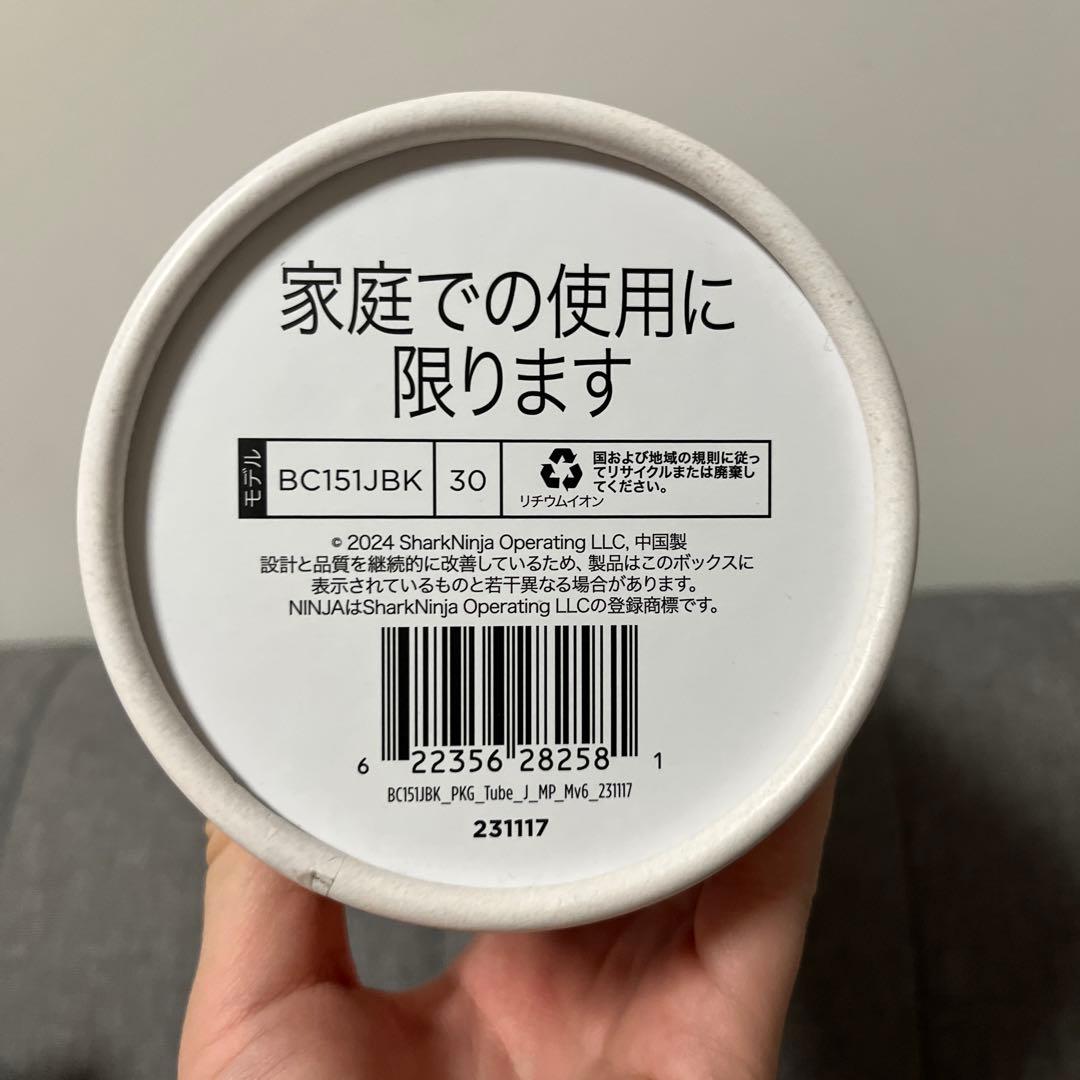 家庭での使用に
限ります
モデル
BC151JBK
30
リチウムイオン
国および地域の規則に従っ
てリサイクルまたは廃棄し
てください。
© 2024 SharkNinja Operating LLC, 中国製
設計と品質を継続的に改善しているため、製品はこのボックスに
表示されているものと若干異なる場合があります。
NINJAはSharkNinja Operating LLCの登録商標です。
6 22356 28258 1
BC151JBK_PKG_Tube_J_MP_Mv6_231117
231117